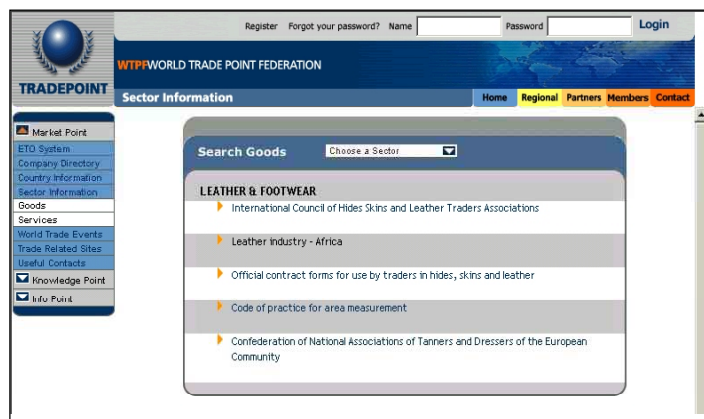 Register Forgot your password? Name Password Login
WTPFWORLD TRADE POINT FEDERATION
TRADEPOINT
Sector Information Home Regional Partners Members Contact
Market Point
ETO System
Company Directory
Country Information
Sector Information
Goods
Services
World Trade Events
Trade Related Sites
Useful Contacts
Knowledge Point
Info Point
Search Goods Choose a Sector
LEATHER & FOOTWEAR
International Council of Hides Skins and Leather Traders Associations
Leather industry - Africa
Official contract forms for use by traders in hides, skins and leather
Code of practice for area measurement
Confederation of National Associations of Tanners and Dressers of the European
Community